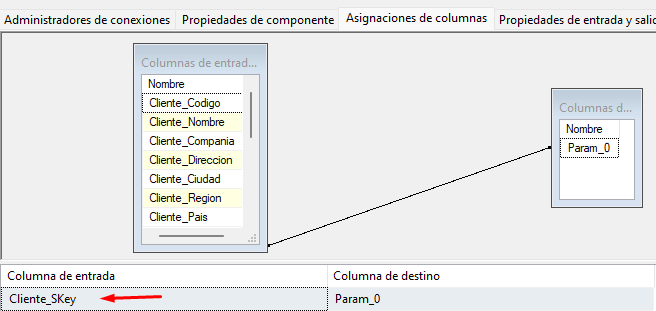 Administradores de conexiones Propiedades de componente Asignaciones de columnas Propiedades de entrada y salid
Columnas de entrad...
Nombre
Cliente_Codigo
Cliente_Nombre
Cliente_Compania
Cliente_Direccion
Cliente_Ciudad
Cliente_Region
Cliente_Pais
Columnas d...
Nombre
Param_0
Columna de entrada Columna de destino
Cliente_SKey Param_0